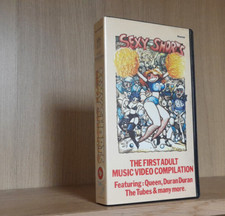 SEXY SHORTS
THE FIRST ADULT
MUSIC VIDEO COMPILATION
Featuring: Queen, Duran Duran
The Tubes & many more.